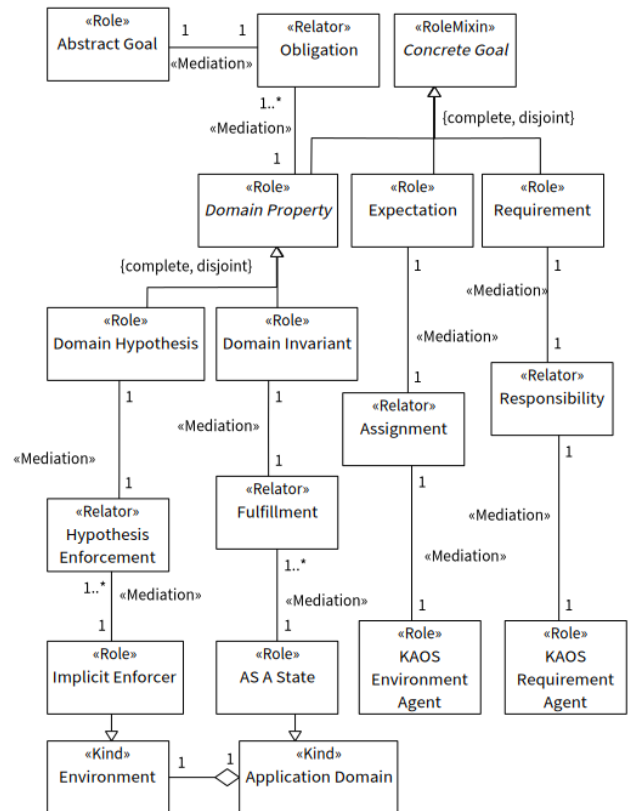 «Role»
Abstract Goal
1
1
«Mediation»
«Relator»
Obligation
«RoleMixin»
Concrete Goal
1..*
«Mediation»
1
{complete, disjoint}
«Role»
Domain Property
«Role»
Expectation
«Role»
Requirement
{complete, disjoint}
1
1
«Mediation»
«Role»
Domain Hypothesis
«Role»
Domain Invariant
«Mediation»
1
1
1
1
«Relator»
Assignment
«Relator»
Responsibility
«Mediation»
«Mediation»
1
1
1
1
«Relator»
Hypothesis
Enforcement
«Relator»
Fulfillment
«Mediation»
«Mediation»
1..*
«Mediation»
1
1..*
«Mediation»
1
1
1
«Role»
Implicit Enforcer
«Role»
AS A State
«Role»
KAOS
Environment
Agent
«Role»
KAOS
Requirement
Agent
«Kind»
Environment
1
1
«Kind»
Application Domain